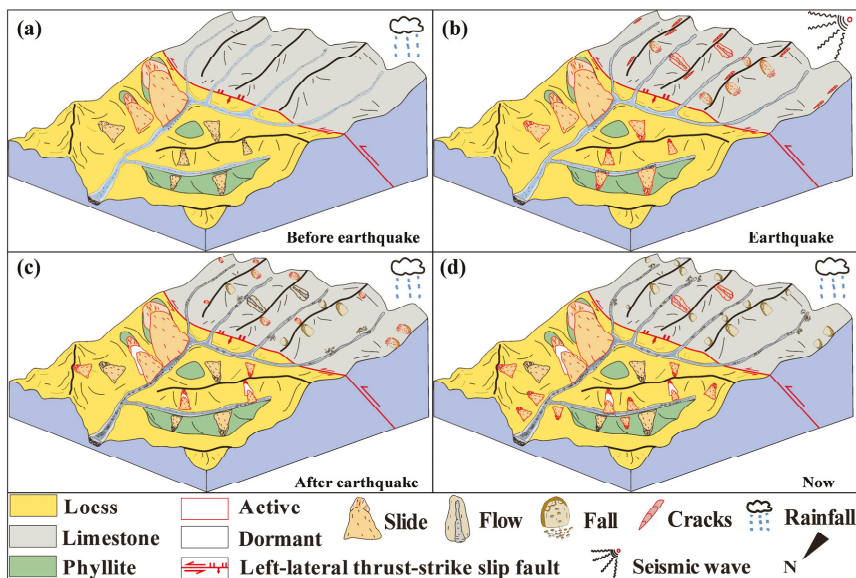 (a)
Before earthquake
(b)
Earthquake
(c)
After earthquake
(d)
Now
Loess Active Slide Flow Fall Cracks Rainfall
Limestone Dormant
Phyllite Left-lateral thrust-strike slip fault Seismic wave N